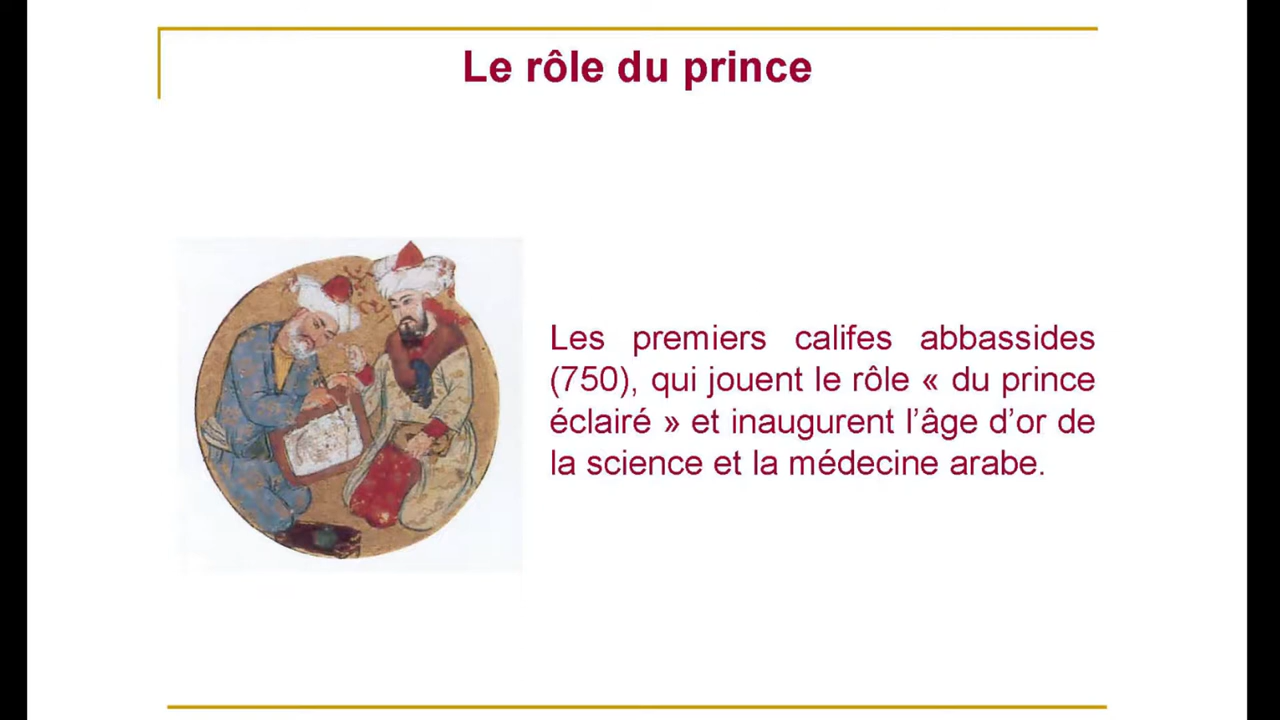 Le rôle du prince
Les premiers califes abbassides
(750), qui jouent le rôle « du prince
éclairé » et inaugurent l’âge d’or de
la science et la médecine arabe.